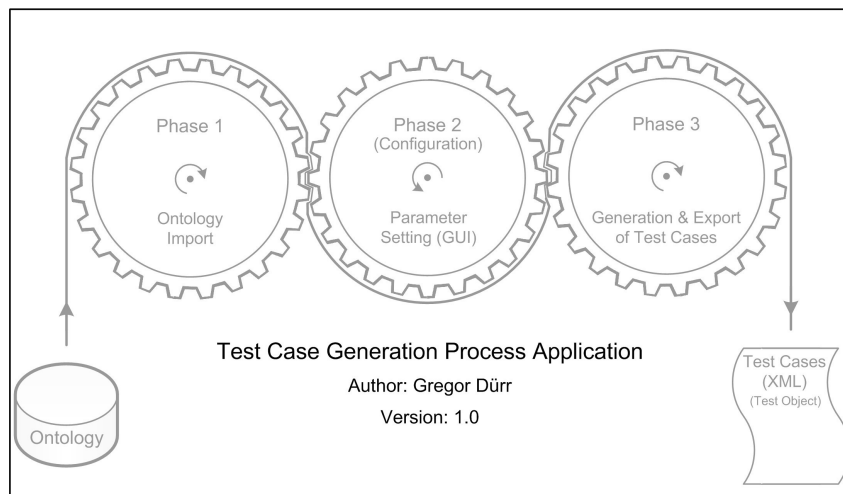 Phase 1
Ontology
Import
Phase 2
(Configuration)
Parameter
Setting (GUI)
Phase 3
Generation & Export
of Test Cases
Ontology
Test Case Generation Process Application
Author: Gregor Dürr
Version: 1.0
Test Cases
(XML)
(Test Object)